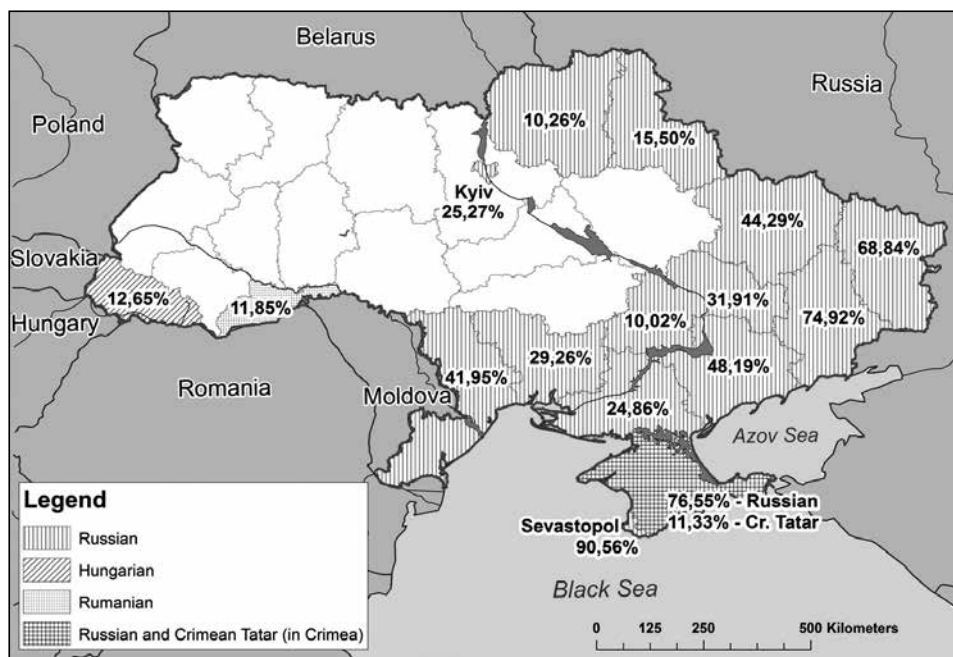 Belarus
Russia
Poland
10,26%
15,50%
Kyiv
25,27%
44,29%
68,84%
Slovakia
12,65%
11,85%
31,91%
74,92%
Hungary
10,02%
29,26%
48,19%
Romania
41,95%
Moldova
24,86%
Azov Sea
76,55% - Russian
11,33% - Cr. Tatar
Sevastopol
90,56%
Black Sea
Legend
Russian
Hungarian
Rumanian
Russian and Crimean Tatar (in Crimea)
0 125 250 500 Kilometers